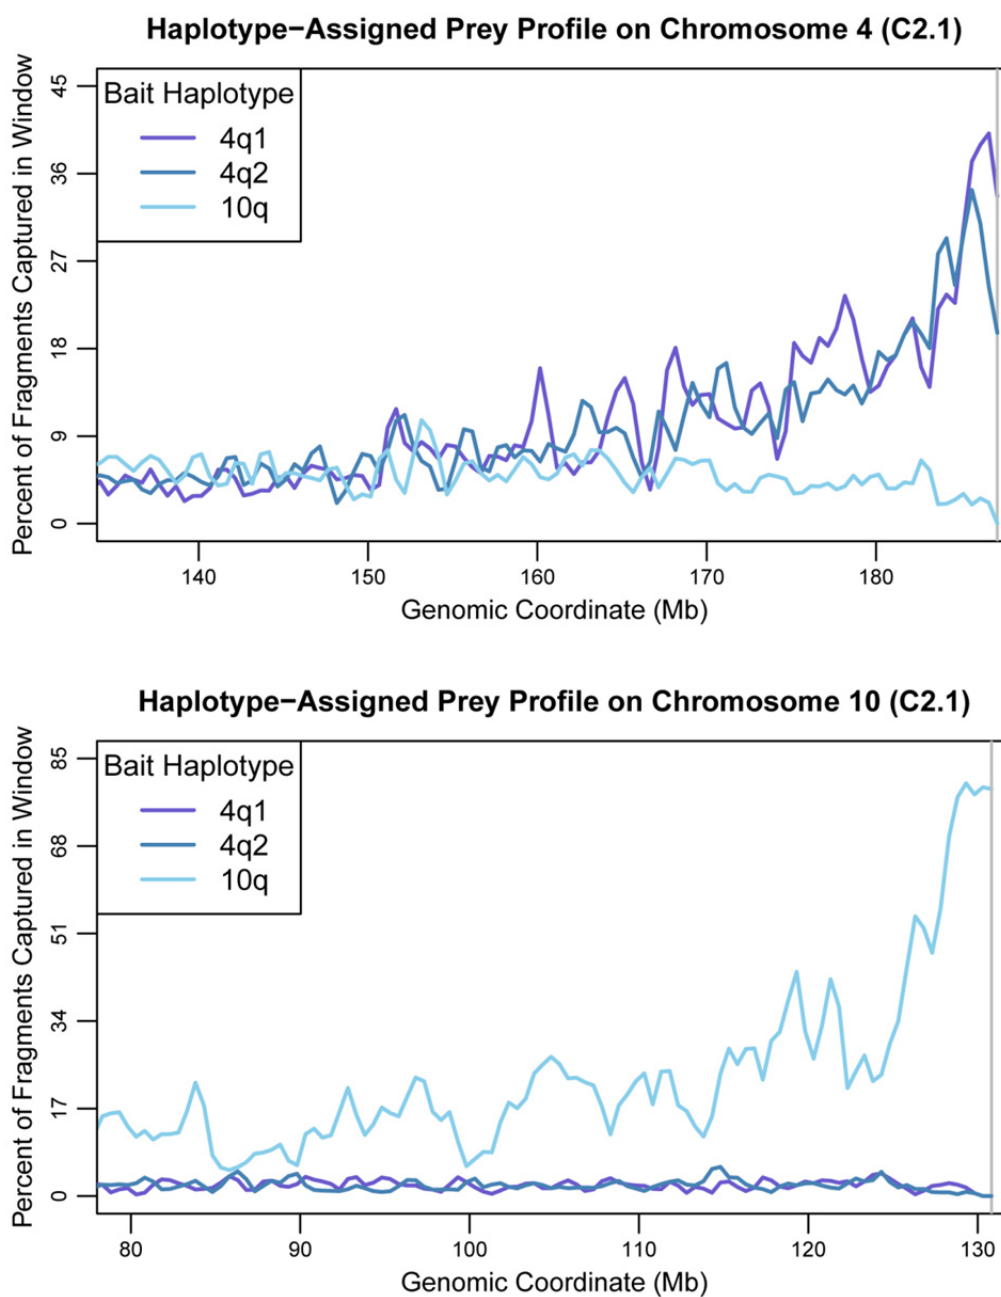 Haplotype−Assigned Prey Profile on Chromosome 4 (C2.1)
Percent of Fragments Captured in Window
45
36
27
18
9
0
Bait Haplotype
4q1
4q2
10q
140 150 160 170 180
Genomic Coordinate (Mb)
Haplotype−Assigned Prey Profile on Chromosome 10 (C2.1)
Percent of Fragments Captured in Window
85
68
51
34
17
0
Bait Haplotype
4q1
4q2
10q
80 90 100 110 120 130
Genomic Coordinate (Mb)